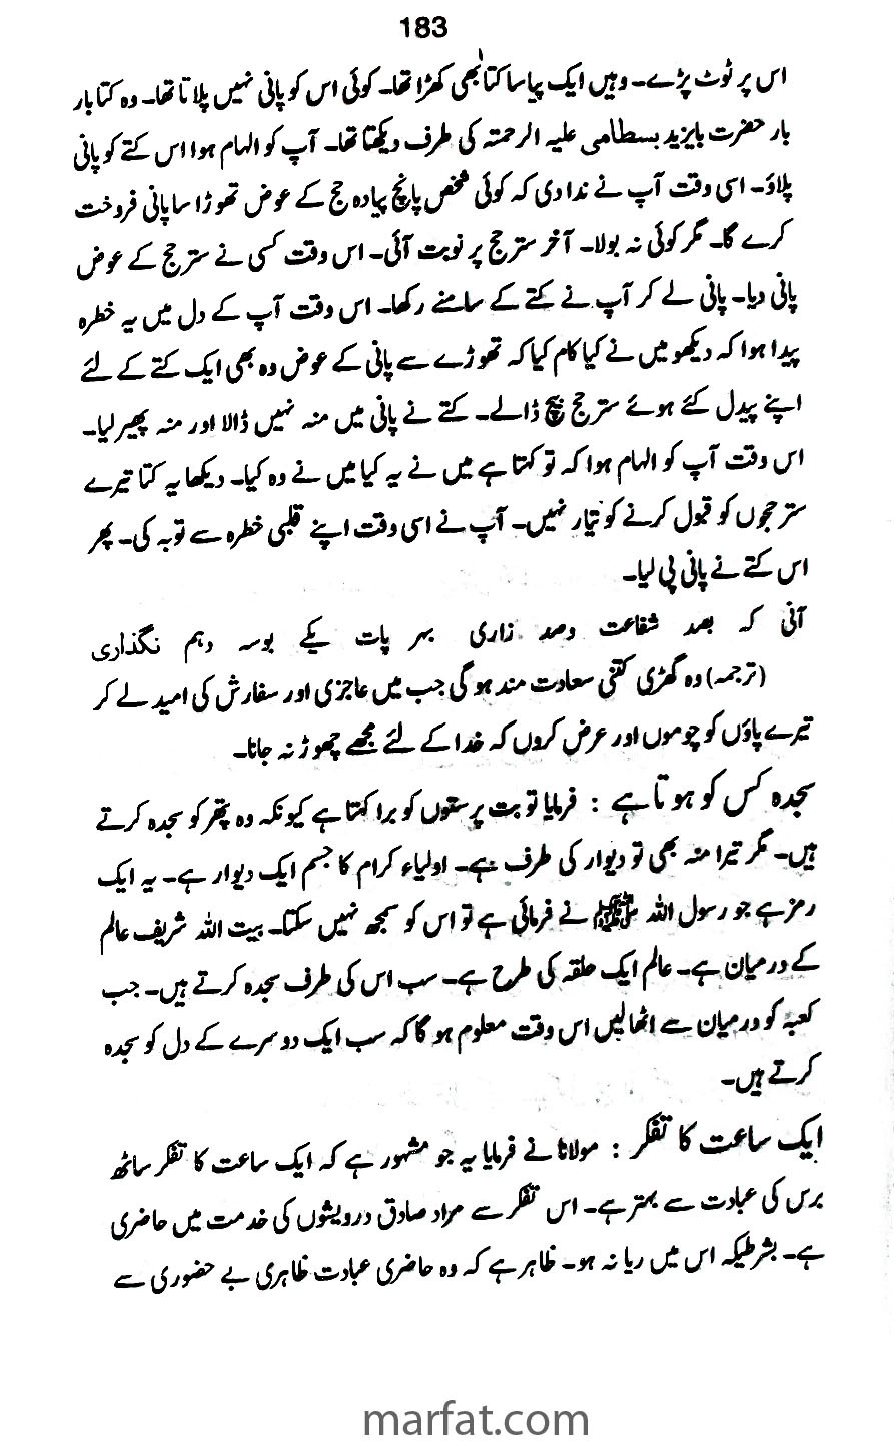 183
اس پر ٹوٹ پڑے۔ وہیں ایک پیاسا کتا بھی کھڑا تھا۔ کوئی اس کو پانی نہیں پلاتا تھا۔ وہ کتا بار
بار حضرت بایزید بسطامی علیہ الرحمتہ کی طرف دیکھتا تھا۔ آپ کو الہام ہوا اس کتے کو پانی
پلاؤ۔ اسی وقت آپ نے ندا دی کہ کوئی شخص پانچ پیادہ حج کے عوض تھوڑا سا پانی فروخت
کرے گا۔ مگر کوئی نہ بولا۔ آخر ستر حج پر نوبت آئی۔ اس وقت کسی نے ستر حج کے عوض
پانی دیا۔ پانی لے کر آپ نے کتے کے سامنے رکھا۔ اس وقت آپ کے دل میں یہ خطرہ
پیدا ہوا کہ دیکھو میں نے کیا کام کیا کہ تھوڑے سے پانی کے عوض وہ بھی ایک کتے کے لئے
اپنے پیدل کئے ہوئے ستر حج بیچ ڈالے۔ کتے نے پانی میں منہ نہیں ڈالا اور منہ پھیر لیا۔
اس وقت آپ کو الہام ہوا کہ تو کہتا ہے میں نے یہ کیا میں نے وہ کیا۔ دیکھا یہ کتا تیرے
ستر حجوں کو قبول کرنے کو تیار نہیں۔ آپ نے اسی وقت اپنے قلبی خطرہ سے توبہ کی۔ پھر
اس کتے نے پانی پی لیا۔
آنی کہ بصد شفاعت و صد زاری بہر پات یکے بوسہ دہم نگذاری
(ترجمہ) وہ گھڑی کتنی سعادت مند ہو گی جب میں عاجزی اور سفارش کی امید لے کر
تیرے پاؤں کو چوموں اور عرض کروں کہ خدا کے لئے مجھے چھوڑ نہ جانا۔
سجدہ کس کو ہوتا ہے : فرمایا تو بت پرستوں کو برا کہتا ہے کیونکہ وہ پتھر کو سجدہ کرتے
ہیں۔ مگر تیرا منہ بھی تو دیوار کی طرف ہے۔ اولیاء کرام کا جسم ایک دیوار ہے۔ یہ ایک
رمز ہے جو رسول اللہ ﷺ نے فرمائی ہے تو اس کو سمجھ نہیں سکتا۔ بیت اللہ شریف عالم
کے درمیان ہے۔ عالم ایک حلقہ کی طرح ہے۔ سب اس کی طرف سجدہ کرتے ہیں۔ جب
کعبہ کو درمیان سے اٹھا لیں اس وقت معلوم ہو گا کہ سب ایک دوسرے کے دل کو سجدہ
کرتے ہیں۔
ایک ساعت کا تفکر : مولانا نے فرمایا یہ جو مشہور ہے کہ ایک ساعت کا تفکر ساٹھ
برس کی عبادت سے بہتر ہے۔ اس تفکر سے مراد صادق درویشوں کی خدمت میں حاضری
ہے۔ بشرطیکہ اس میں ریا نہ ہو۔ ظاہر ہے کہ وہ حاضری عبادت ظاہری بے حضوری سے
marfat.com